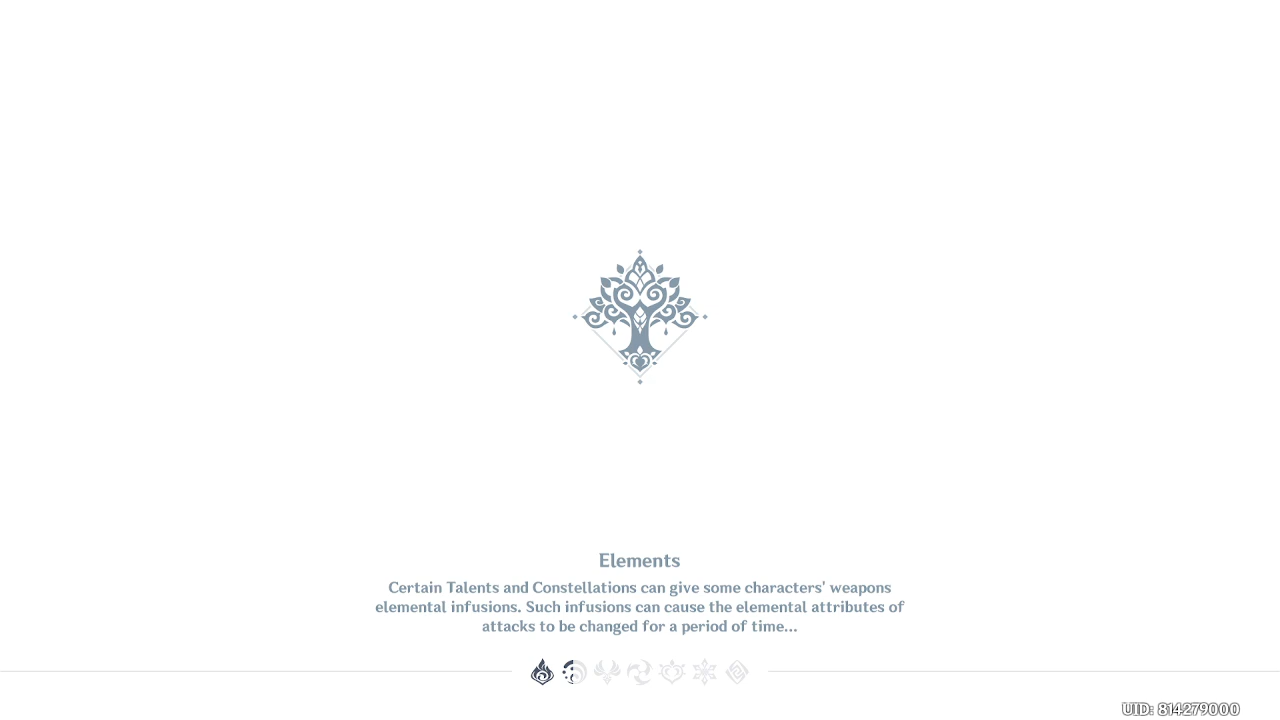 Elements
Certain Talents and Constellations can give some characters' weapons
elemental infusions. Such infusions can cause the elemental attributes of
attacks to be changed for a period of time...
UID: 814279000